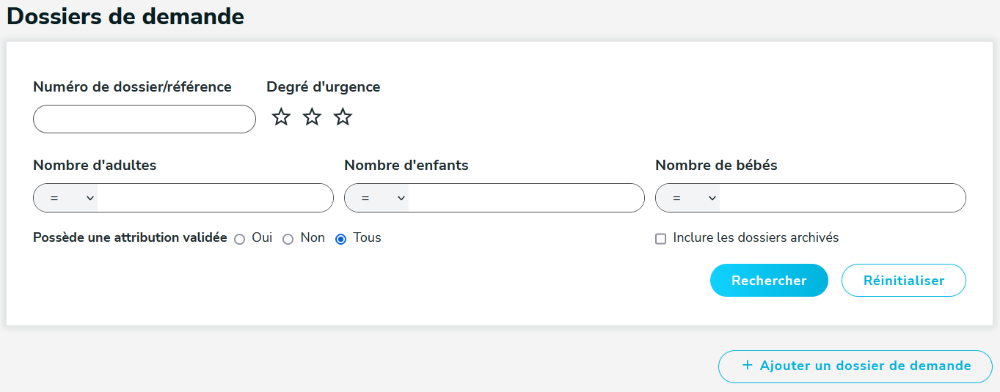 Dossiers de demande
Numéro de dossier/référence Degré d'urgence
Nombre d'adultes Nombre d'enfants Nombre de bébés
= = =
Possède une attribution validée Oui Non Tous Inclure les dossiers archivés
Rechercher Réinitialiser
+ Ajouter un dossier de demande